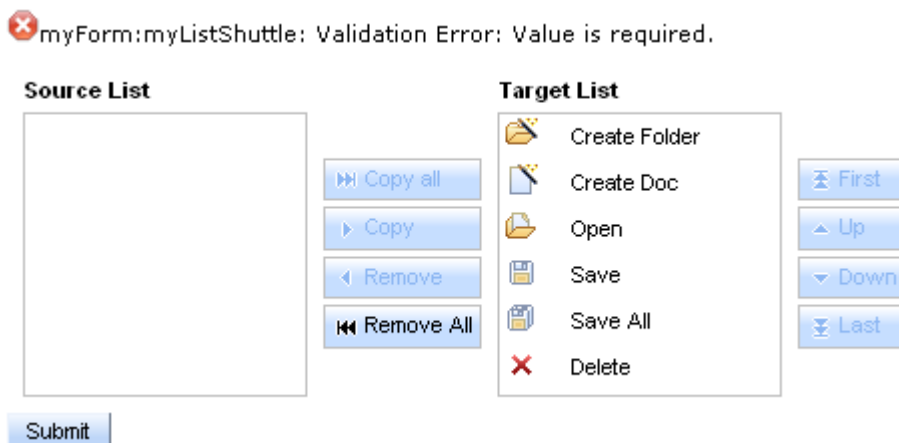 myForm:myListShuttle: Validation Error: Value is required.
Source List
Target List
Copy all
Copy
Remove
Remove All
Create Folder
Create Doc
Open
Save
Save All
Delete
First
Up
Down
Last
Submit